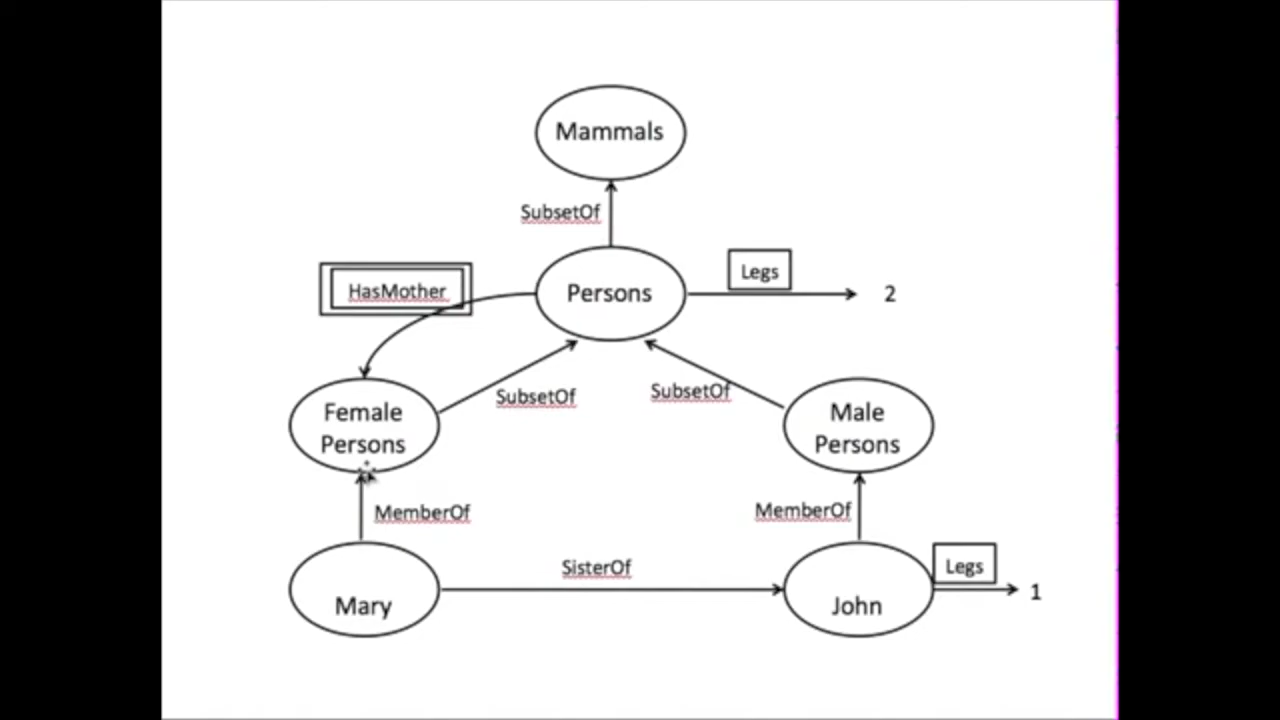 Mammals
SubsetOf
HasMother
Persons
Legs
2
SubsetOf
SubsetOf
Female
Persons
Male
Persons
MemberOf
MemberOf
SisterOf
Legs
Mary
John
1